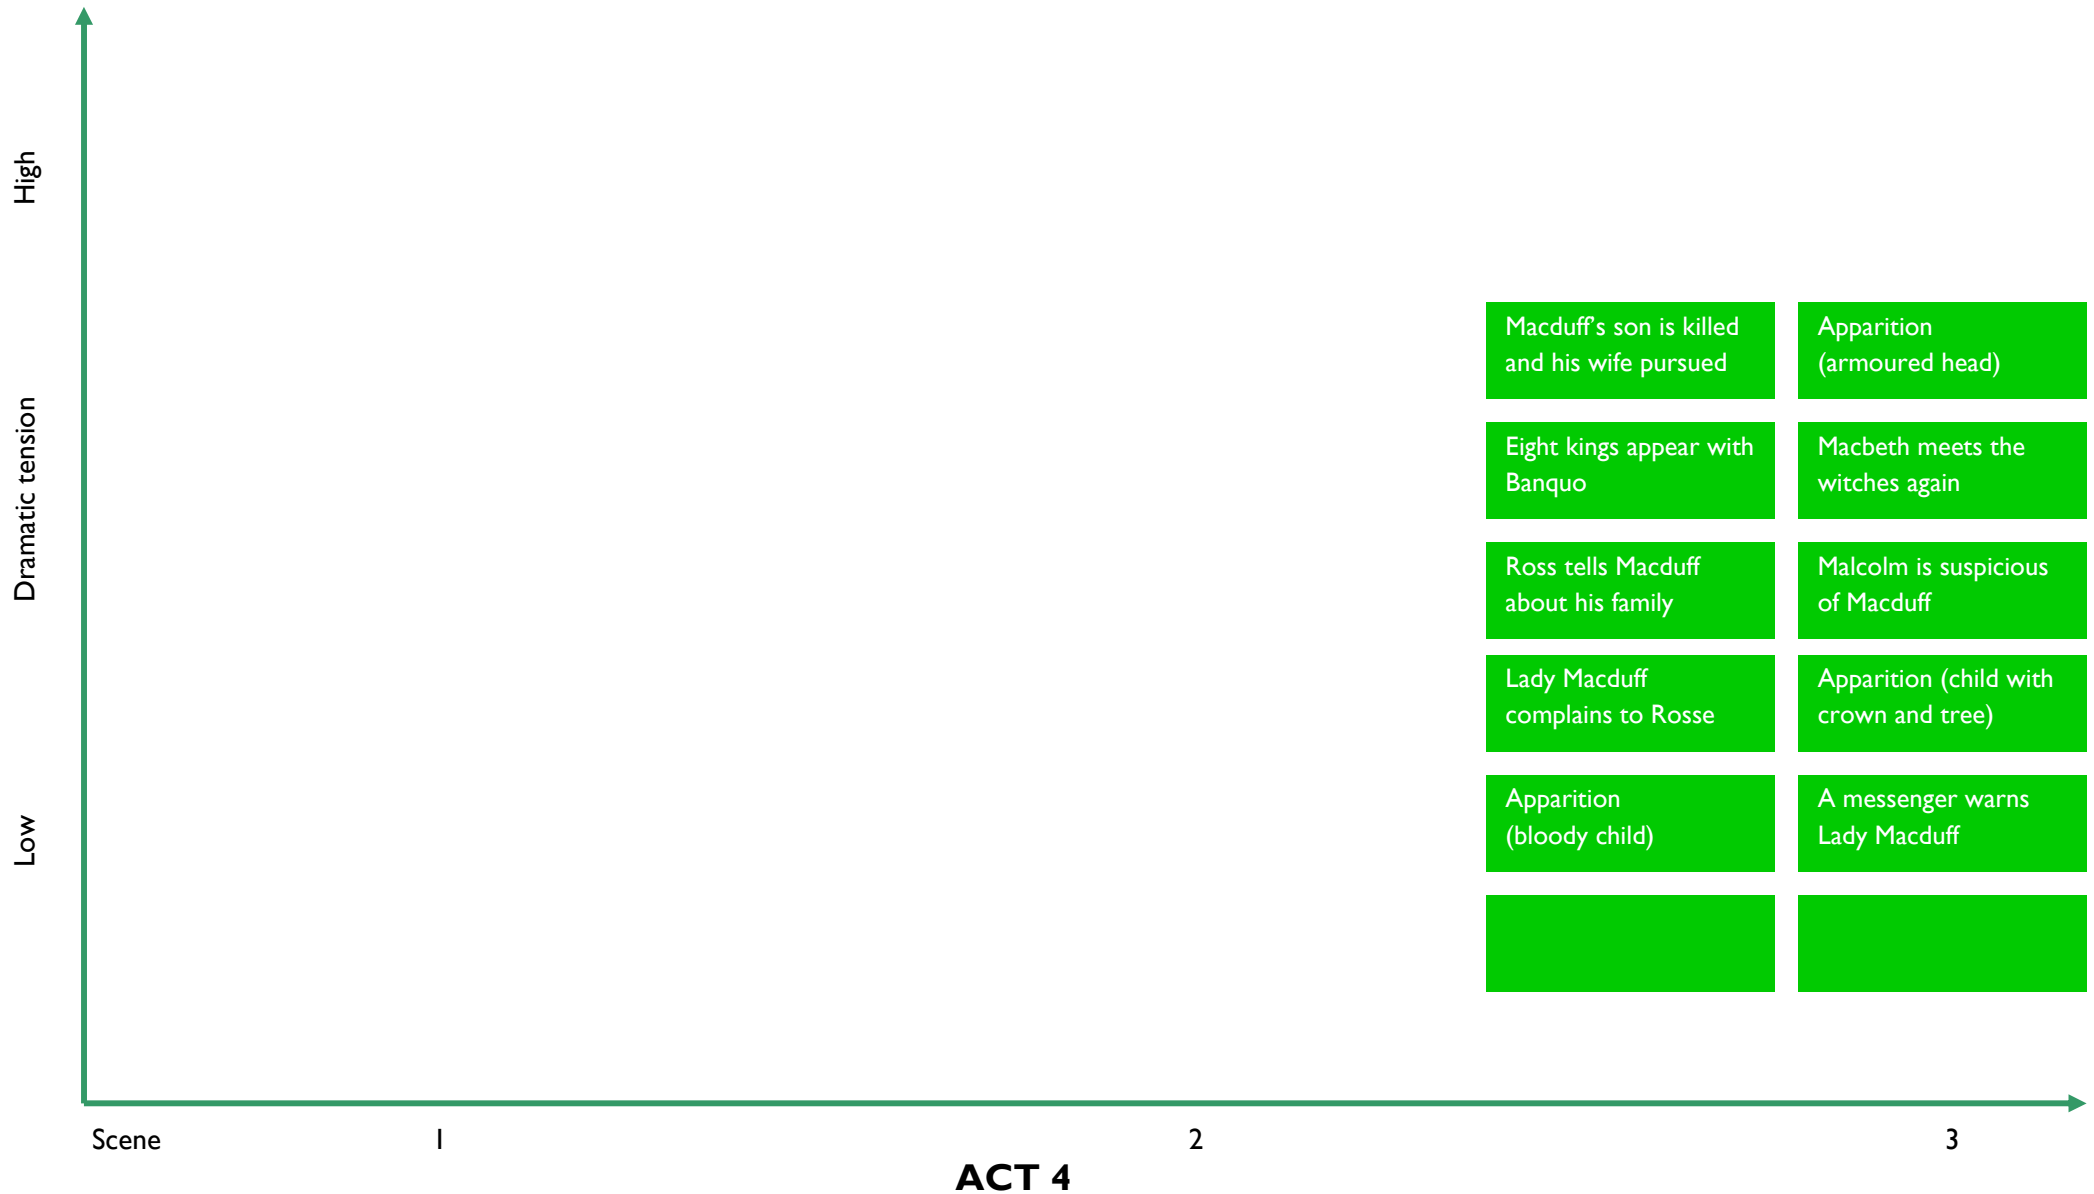 High
Dramatic tension
Low
Macduff's son is killed
and his wife pursued
Apparition
(armoured head)
Eight kings appear with
Banquo
Macbeth meets the
witches again
Ross tells Macduff
about his family
Malcolm is suspicious
of Macduff
Lady Macduff
complains to Rosse
Apparition (child with
crown and tree)
Apparition
(bloody child)
A messenger warns
Lady Macduff
Scene 1 2 3
ACT 4